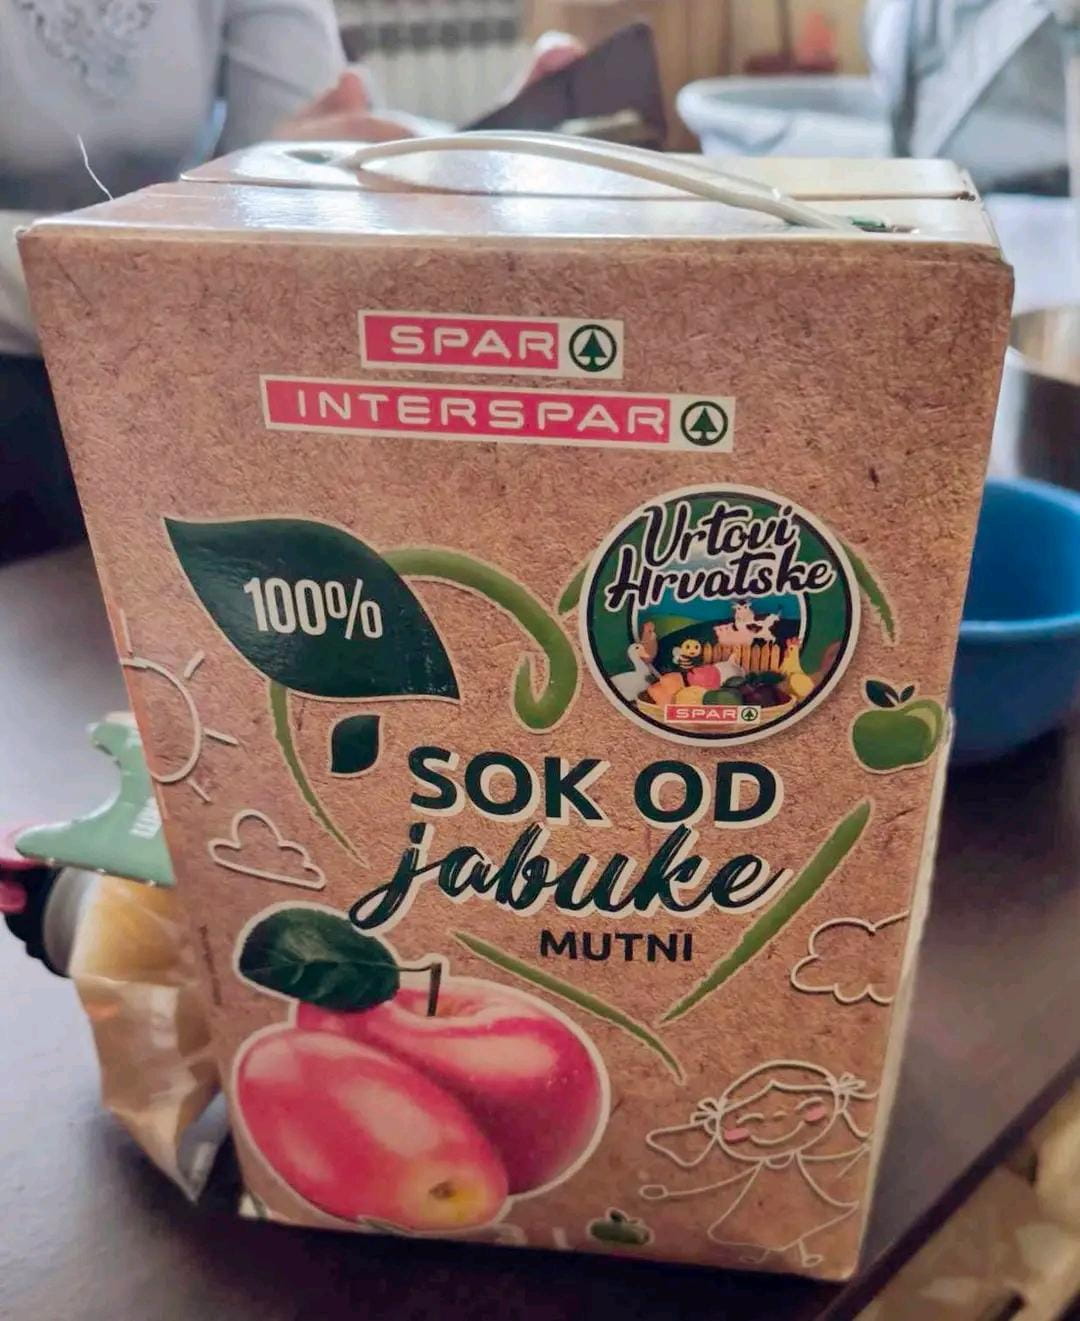 SPAR
INTERSPAR
100%
Urtovi
Hrvatske
SPAR
SOK OD
jabuke
MUTNI